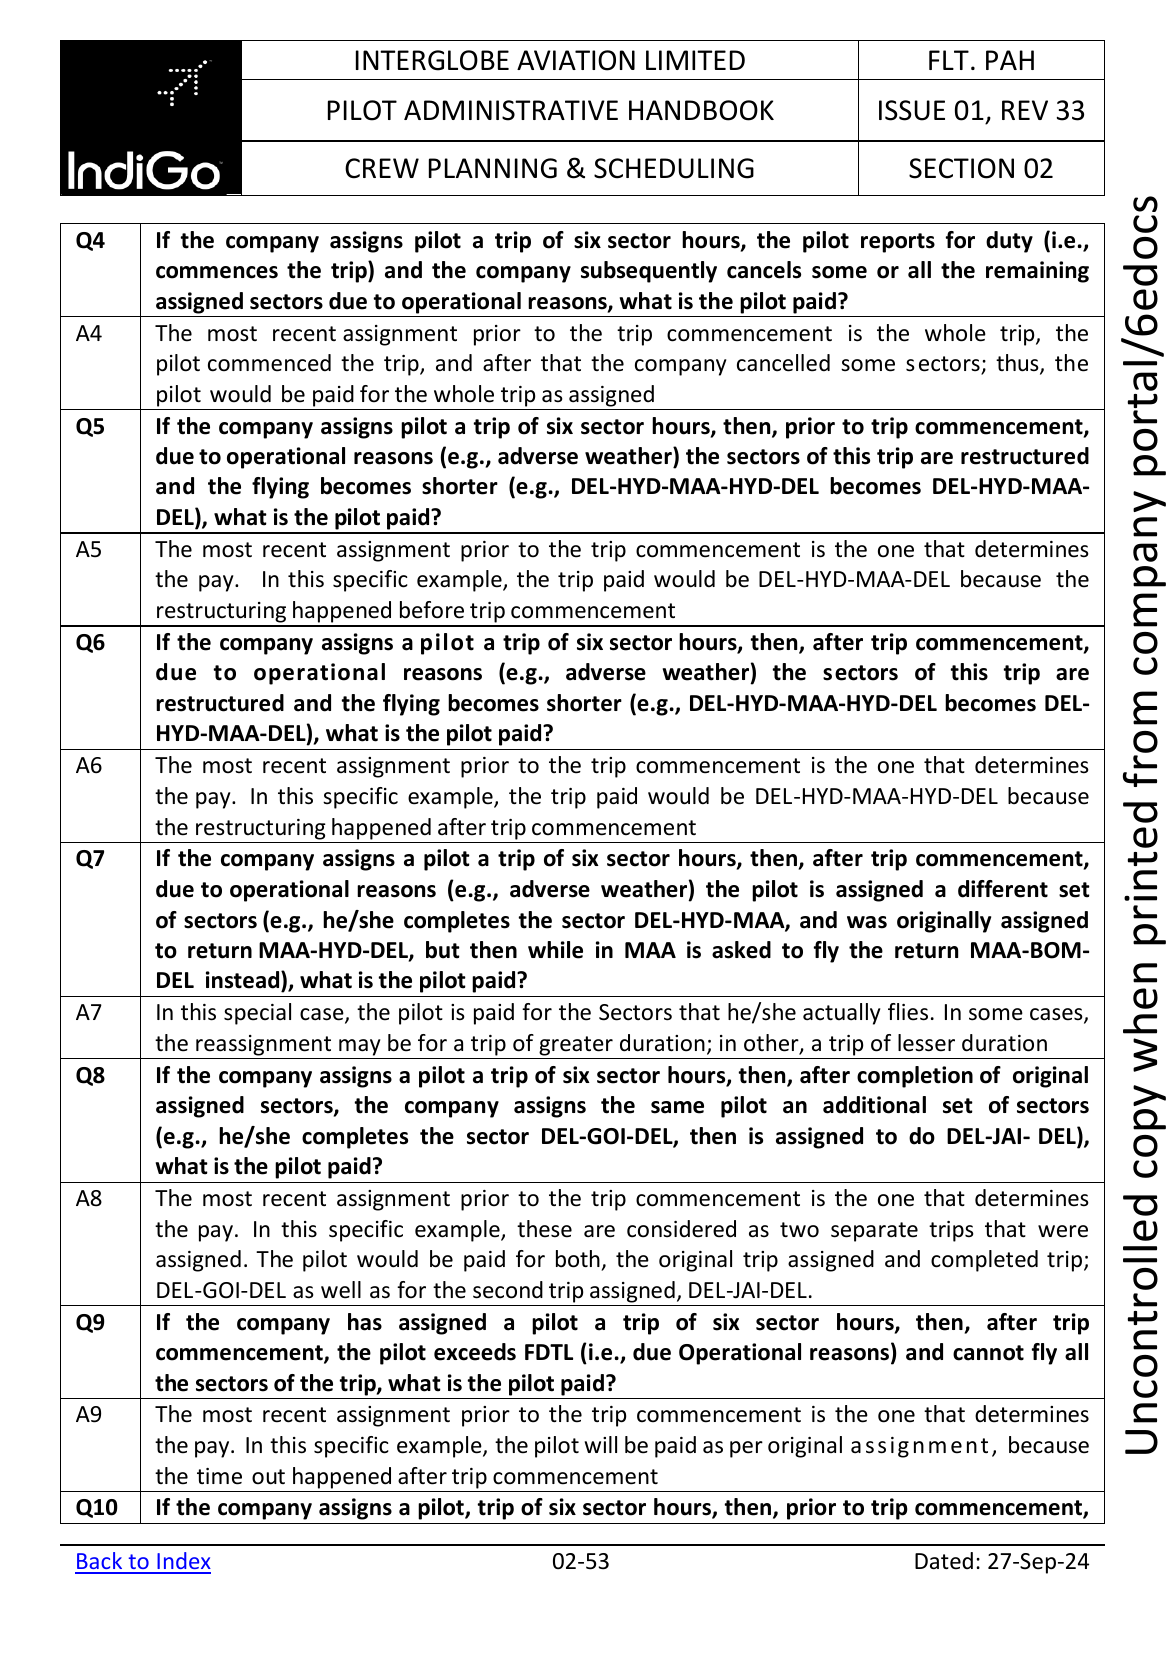 INTERGLOBE AVIATION LIMITED
FLT. PAH
PILOT ADMINISTRATIVE HANDBOOK
ISSUE 01, REV 33
IndiGo
CREW PLANNING & SCHEDULING
SECTION 02
Q4
If the company assigns pilot a trip of six sector hours, the pilot reports for duty (i.e.,
commences the trip) and the company subsequently cancels some or all the remaining
assigned sectors due to operational reasons, what is the pilot paid?
A4
The most recent assignment prior to the trip commencement is the whole trip, the
pilot commenced the trip, and after that the company cancelled some sectors; thus, the
pilot would be paid for the whole trip as assigned
Q5
If the company assigns pilot a trip of six sector hours, then, prior to trip commencement,
due to operational reasons (e.g., adverse weather) the sectors of this trip are restructured
and the flying becomes shorter (e.g., DEL-HYD-MAA-HYD-DEL becomes DEL-HYD-MAA-
DEL), what is the pilot paid?
A5
The most recent assignment prior to the trip commencement is the one that determines
the pay. In this specific example, the trip paid would be DEL-HYD-MAA-DEL because the
restructuring happened before trip commencement
Q6
If the company assigns a pilot a trip of six sector hours, then, after trip commencement,
due to operational reasons (e.g., adverse weather) the sectors of this trip are
restructured and the flying becomes shorter (e.g., DEL-HYD-MAA-HYD-DEL becomes DEL-
HYD-MAA-DEL), what is the pilot paid?
A6
The most recent assignment prior to the trip commencement is the one that determines
the pay. In this specific example, the trip paid would be DEL-HYD-MAA-HYD-DEL because
the restructuring happened after trip commencement
Q7
If the company assigns a pilot a trip of six sector hours, then, after trip commencement,
due to operational reasons (e.g., adverse weather) the pilot is assigned a different set
of sectors (e.g., he/she completes the sector DEL-HYD-MAA, and was originally assigned
to return MAA-HYD-DEL, but then while in MAA is asked to fly the return MAA-BOM-
DEL instead), what is the pilot paid?
A7
In this special case, the pilot is paid for the Sectors that he/she actually flies. In some cases,
the reassignment may be for a trip of greater duration; in other, a trip of lesser duration
Q8
If the company assigns a pilot a trip of six sector hours, then, after completion of original
assigned sectors, the company assigns the same pilot an additional set of sectors
(e.g., he/she completes the sector DEL-GOI-DEL, then is assigned to do DEL-JAI- DEL),
what is the pilot paid?
A8
The most recent assignment prior to the trip commencement is the one that determines
the pay. In this specific example, these are considered as two separate trips that were
assigned. The pilot would be paid for both, the original trip assigned and completed trip;
DEL-GOI-DEL as well as for the second trip assigned, DEL-JAI-DEL.
Q9
If the company has assigned a pilot a trip of six sector hours, then, after trip
commencement, the pilot exceeds FDTL (i.e., due Operational reasons) and cannot fly all
the sectors of the trip, what is the pilot paid?
A9
The most recent assignment prior to the trip commencement is the one that determines
the pay. In this specific example, the pilot will be paid as per original assignment, because
the time out happened after trip commencement
Q10
If the company assigns a pilot, trip of six sector hours, then, prior to trip commencement,
Back to Index
02-53
Dated: 27-Sep-24
Uncontrolled copy when printed from company portal/6edocs